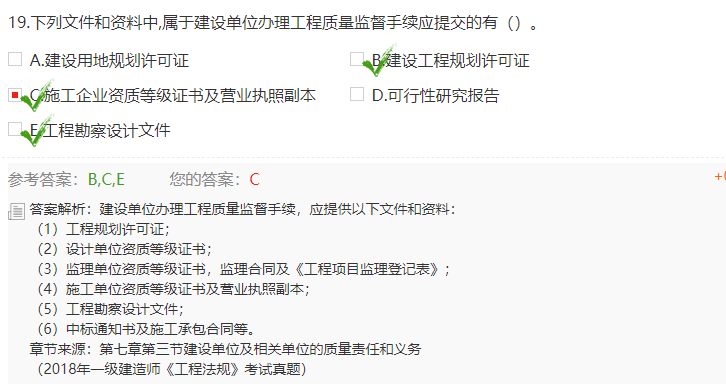 19.下列文件和资料中,属于建设单位办理工程质量监督手续应提交的有（）。
A.建设用地规划许可证
B.建设工程规划许可证
C.施工企业资质等级证书及营业执照副本
D.可行性研究报告
E.工程勘察设计文件
参考答案：B,C,E 您的答案：C
答案解析：建设单位办理工程质量监督手续，应提供以下文件和资料：
（1）工程规划许可证；
（2）设计单位资质等级证书；
（3）监理单位资质等级证书，监理合同及《工程项目监理登记表》；
（4）施工单位资质等级证书及营业执照副本；
（5）工程勘察设计文件；
（6）中标通知书及施工承包合同等。
章节来源：第七章第三节建设单位及相关单位的质量责任和义务
（2018年一级建造师《工程法规》考试真题）